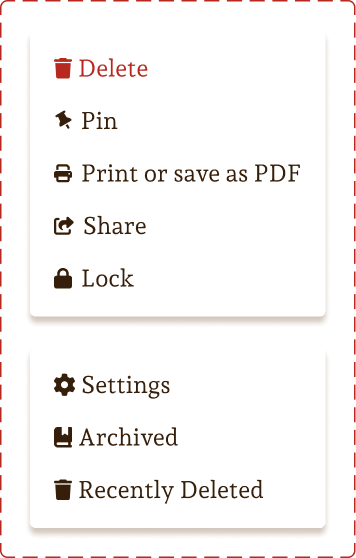 Delete
Pin
Print or save as PDF
Share
Lock
Settings
Archived
Recently Deleted